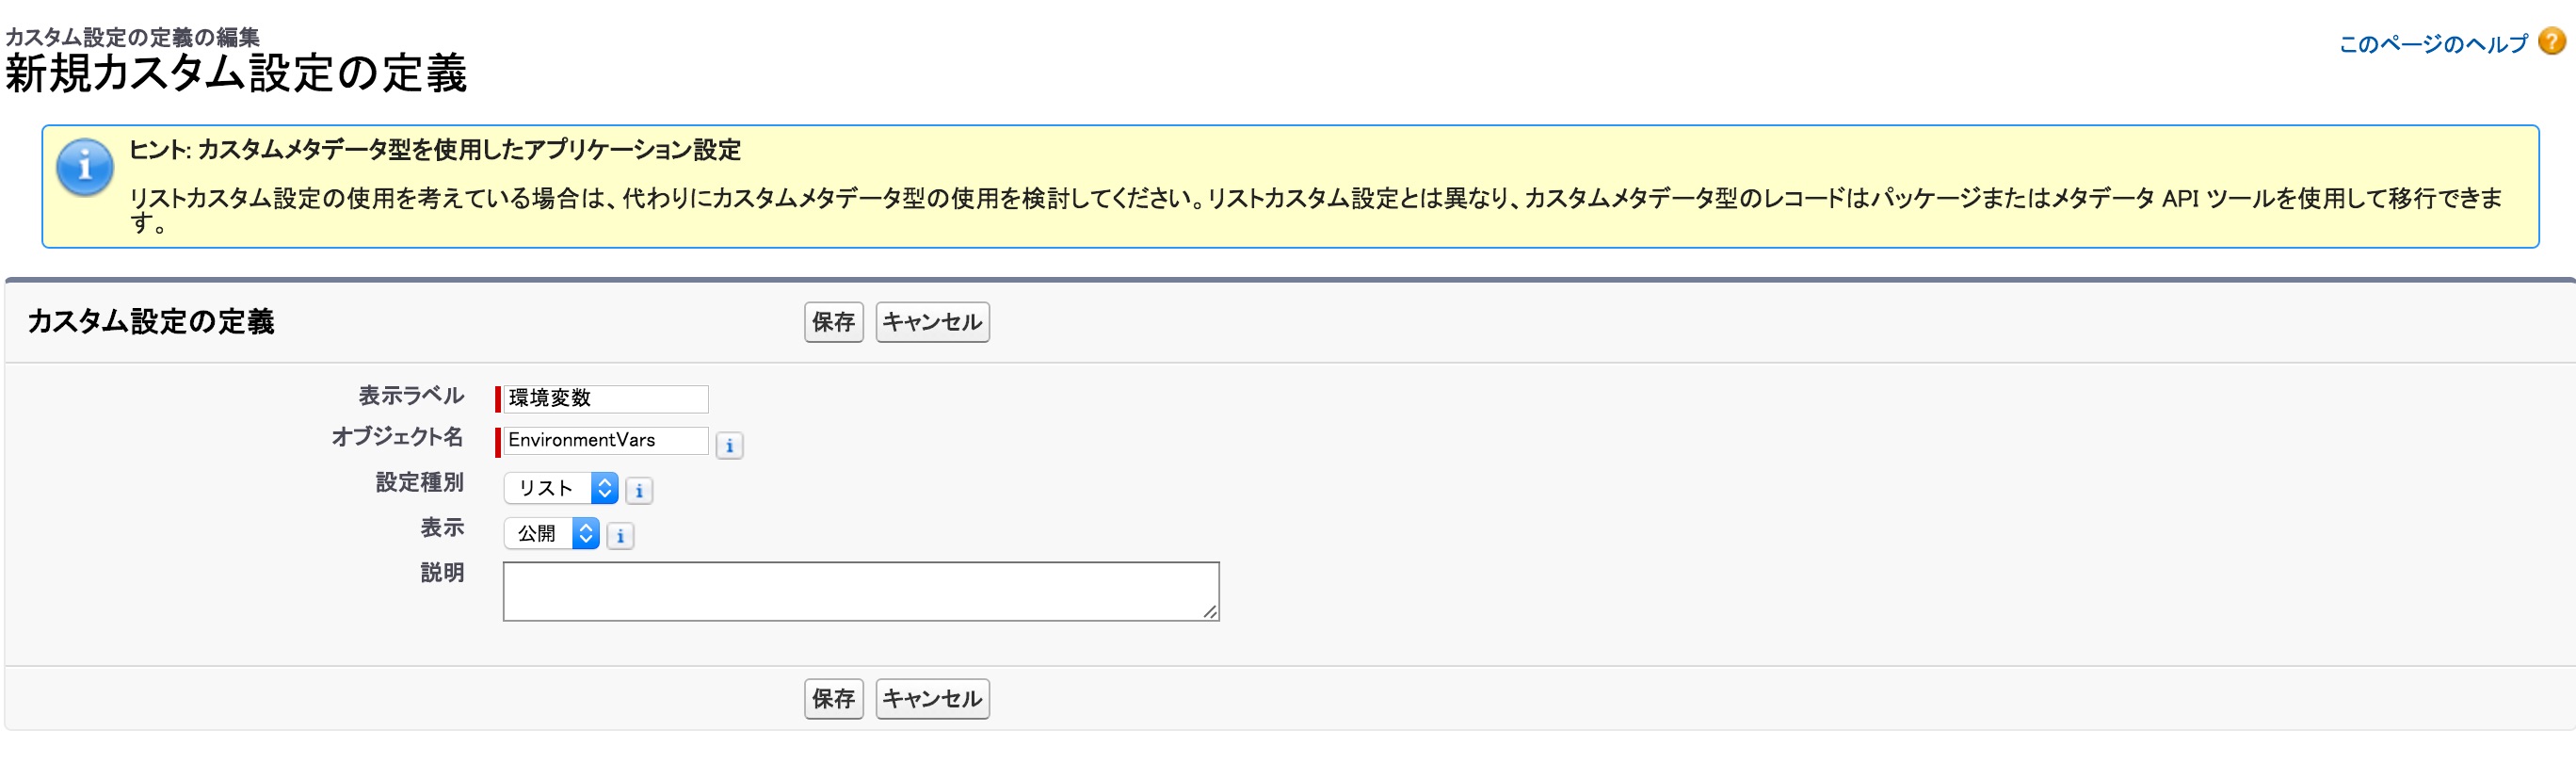 カスタム設定の定義の編集
新規カスタム設定の定義
このページのヘルプ ?
ヒント: カスタムメタデータ型を使用したアプリケーション設定
リストカスタム設定の使用を考えている場合は、代わりにカスタムメタデータ型の使用を検討してください。リストカスタム設定とは異なり、カスタムメタデータ型のレコードはパッケージまたはメタデータ API ツールを使用して移行できま
す。
カスタム設定の定義
保存 キャンセル
表示ラベル 環境変数
オブジェクト名 EnvironmentVars
設定種別 リスト
表示 公開
説明
保存 キャンセル